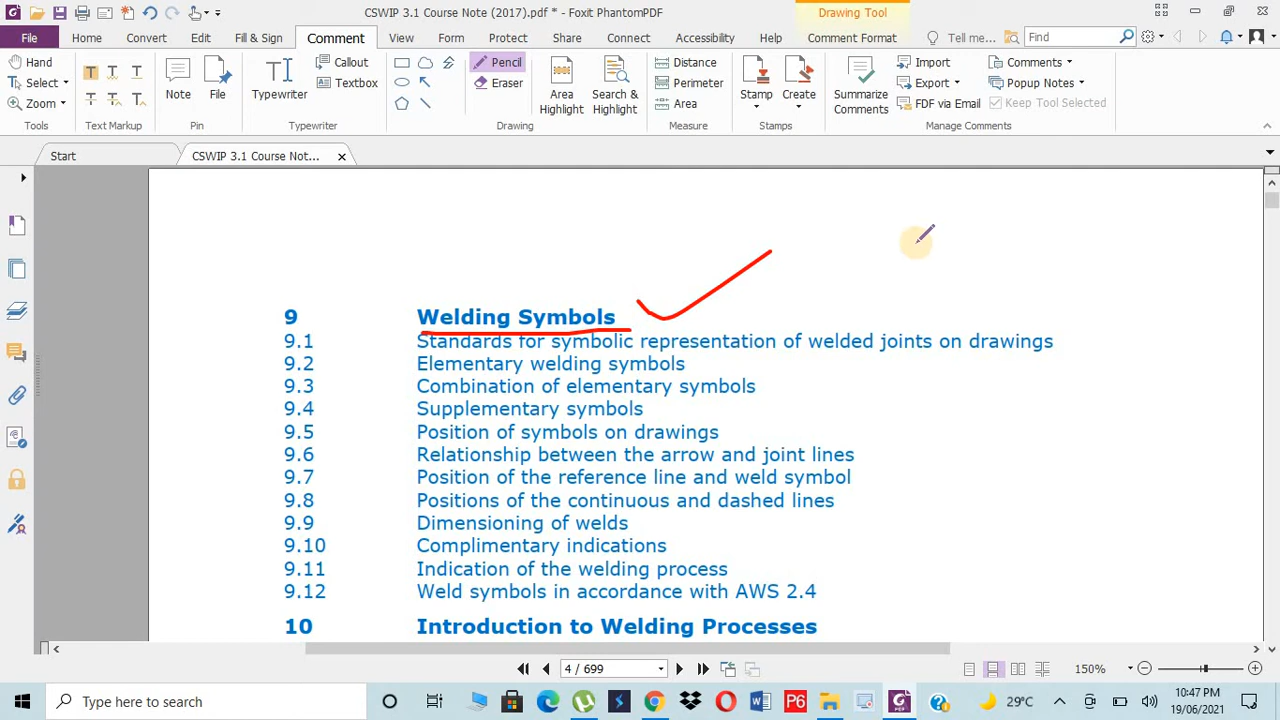 CSWIP 3.1 Course Note (2017).pdf * - Foxit PhantomPDF
Drawing Tool
File Home Convert Edit Fill & Sign Comment View Form Protect Share Connect Accessibility Help Comment Format Tell me... Find
Hand
Select
Zoom
Tools
T T T
T T T
Text Markup
Note
File
Pin
Typewriter
Callout
Textbox
Typewriter
Pencil
Eraser
Area Highlight
Search & Highlight
Drawing
Distance
Perimeter
Area
Measure
Stamp
Create
Stamps
Summarize Comments
Import
Export
FDF via Email
Comments
Popup Notes
Keep Tool Selected
Manage Comments
Start
CSWIP 3.1 Course Not...
9 Welding Symbols
9.1 Standards for symbolic representation of welded joints on drawings
9.2 Elementary welding symbols
9.3 Combination of elementary symbols
9.4 Supplementary symbols
9.5 Position of symbols on drawings
9.6 Relationship between the arrow and joint lines
9.7 Position of the reference line and weld symbol
9.8 Positions of the continuous and dashed lines
9.9 Dimensioning of welds
9.10 Complimentary indications
9.11 Indication of the welding process
9.12 Weld symbols in accordance with AWS 2.4
10 Introduction to Welding Processes
4 / 699
150%
Type here to search
P6
29°C
10:47 PM
19/06/2021